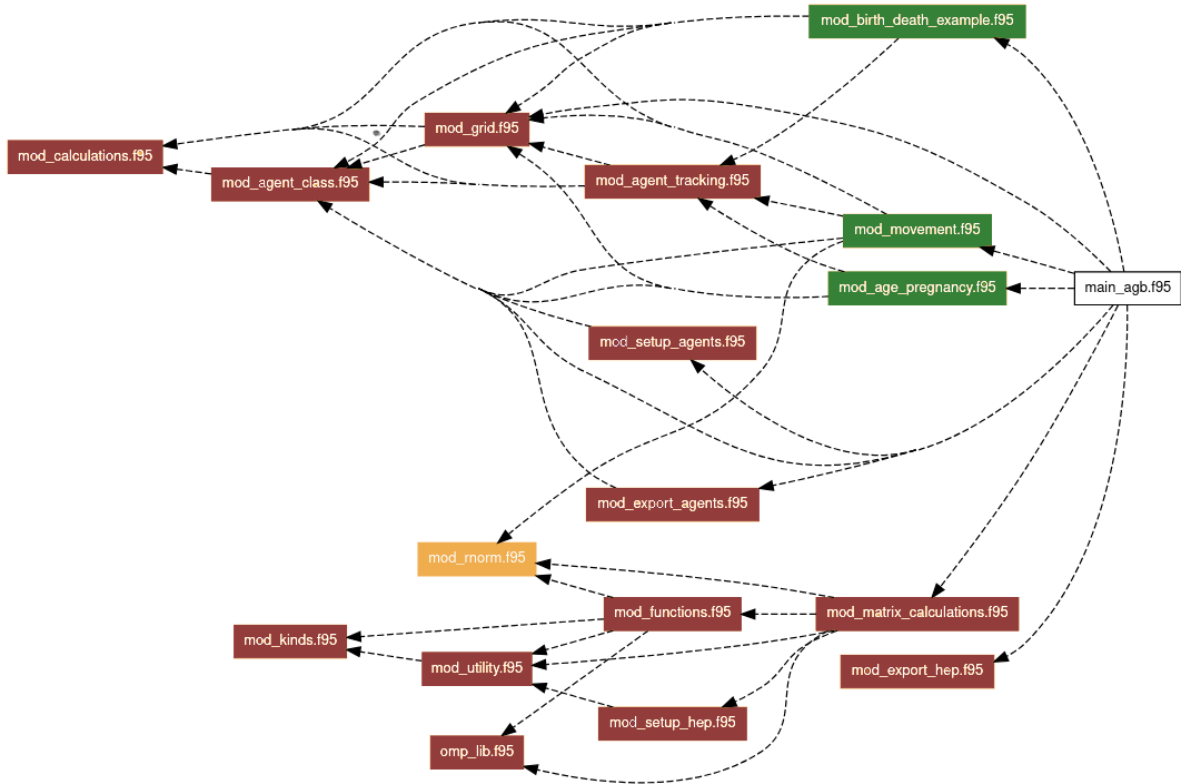 mod_birth_death_example.f95
mod_grid.f95
mod_calculations.f95
mod_agent_class.f95
mod_agent_tracking.f95
mod_movement.f95
mod_age_pregnancy.f95
main_agb.f95
mod_setup_agents.f95
mod_export_agents.f95
mod_rnorm.f95
mod_functions.f95
mod_matrix_calculations.f95
mod_kinds.f95
mod_utility.f95
mod_export_hep.f95
mod_setup_hep.f95
omp_lib.f95